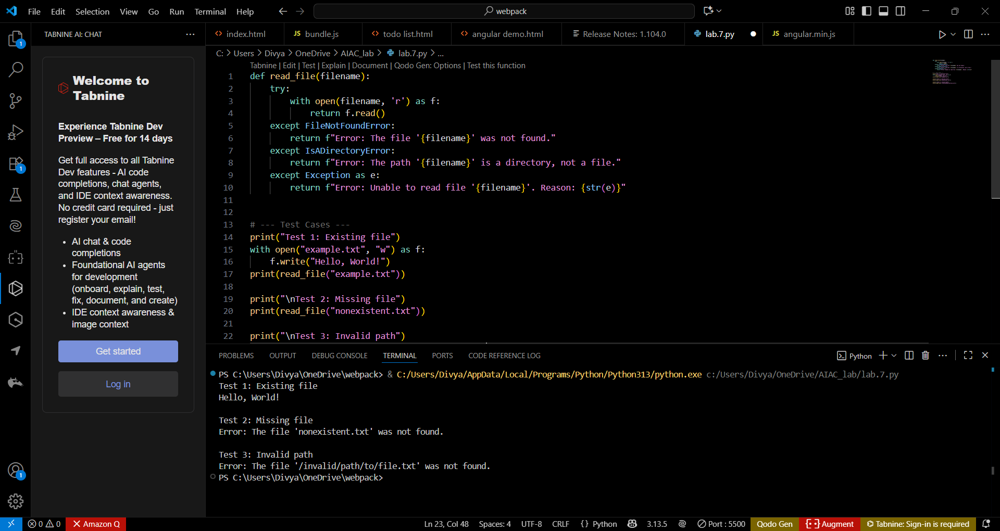 File Edit Selection View Go Run Terminal Help
webpack
TABNINE AI: CHAT
Welcome to
Tabnine
Experience Tabnine Dev
Preview – Free for 14 days
Get full access to all Tabnine
Dev features - AI code
completions, chat agents,
and IDE context awareness.
No credit card required - just
register your email!
• AI chat & code
completions
• Foundational AI agents
for development
(onboard, explain, test,
fix, document, and create)
• IDE context awareness &
image context
Get started
Log in
1
1
1
index.html
JS bundle.js
todo list.html
angular demo.html
Release Notes: 1.104.0
lab.7.py
JS angular.min.js
C: > Users > Divya > OneDrive > AIAC_lab > lab.7.py > ...
Tabnine | Edit | Test | Explain | Document | Qodo Gen: Options | Test this function
1 def read_file(filename):
2     try:
3         with open(filename, 'r') as f:
4             return f.read()
5     except FileNotFoundError:
6         return f"Error: The file '{filename}' was not found."
7     except IsADirectoryError:
8         return f"Error: The path '{filename}' is a directory, not a file."
9     except Exception as e:
10         return f"Error: Unable to read file '{filename}'. Reason: {str(e)}"
11
12
13 # --- Test Cases ---
14 print("Test 1: Existing file")
15 with open("example.txt", "w") as f:
16     f.write("Hello, World!")
17 print(read_file("example.txt"))
18
19 print("\nTest 2: Missing file")
20 print(read_file("nonexistent.txt"))
21
22 print("\nTest 3: Invalid path")
PROBLEMS OUTPUT DEBUG CONSOLE TERMINAL PORTS CODE REFERENCE LOG
Python
PS C:\Users\Divya\OneDrive\webpack> & C:/Users/Divya/AppData/Local/Programs/Python/Python313/python.exe c:/Users/Divya/OneDrive/AIAC_lab/lab.7.py
Test 1: Existing file
Hello, World!
Test 2: Missing file
Error: The file 'nonexistent.txt' was not found.
Test 3: Invalid path
Error: The file '/invalid/path/to/file.txt' was not found.
PS C:\Users\Divya\OneDrive\webpack>
0 0 Amazon Q
Ln 23, Col 48 Spaces: 4 UTF-8 CRLF {} Python 3.13.5 Port : 5500 Qodo Gen Augment Tabnine: Sign-in is required